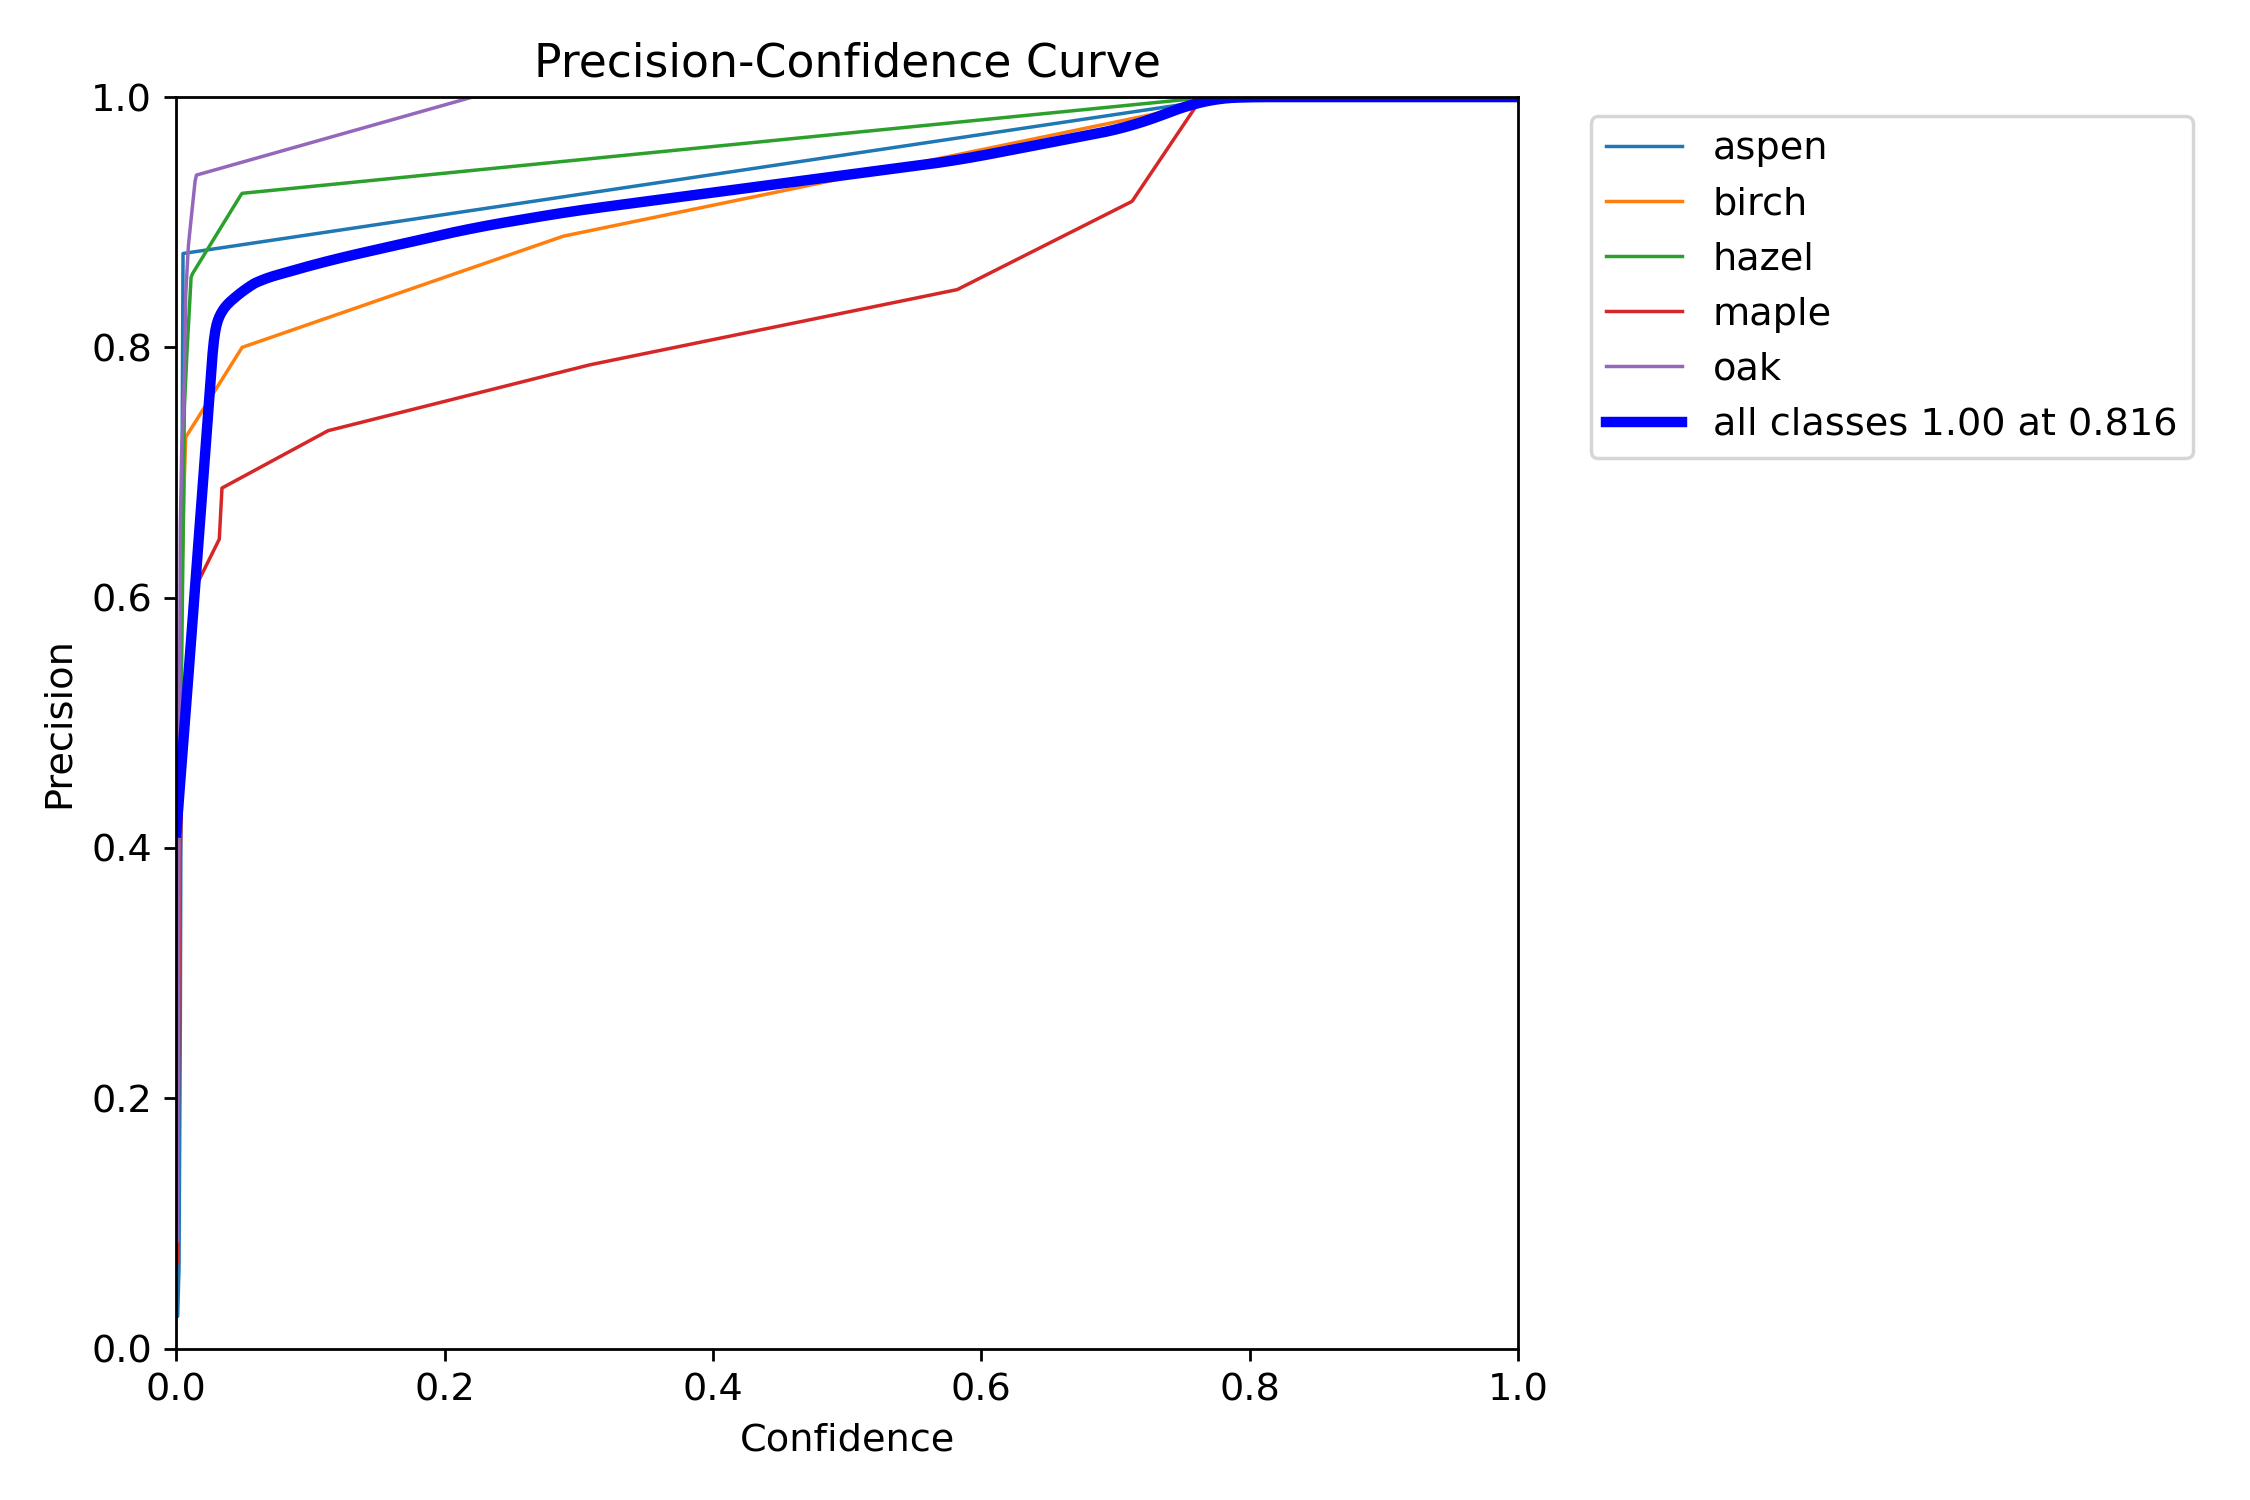 Precision-Confidence Curve
1.0
0.8
0.6
0.4
0.2
0.0
Precision
0.0 0.2 0.4 0.6 0.8 1.0
Confidence
aspen
birch
hazel
maple
oak
all classes 1.00 at 0.816